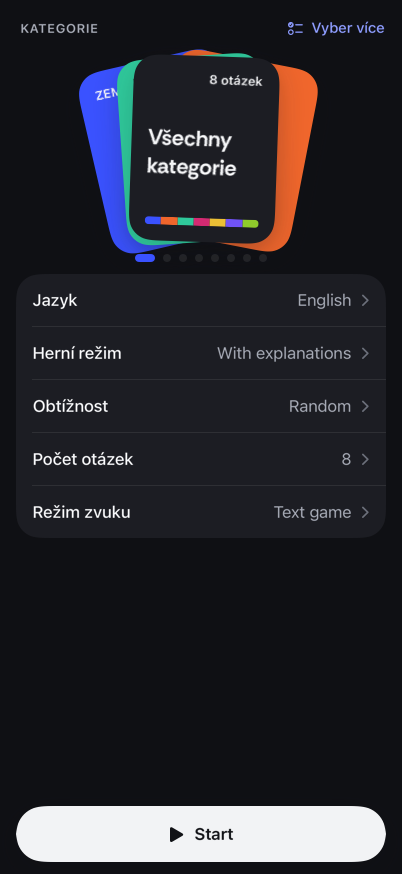 KATEGORIE
Vyber více
8 otázek
Všechny
kategorie
Jazyk
English
Herní režim
With explanations
Obtížnost
Random
Počet otázek
8
Režim zvuku
Text game
Start